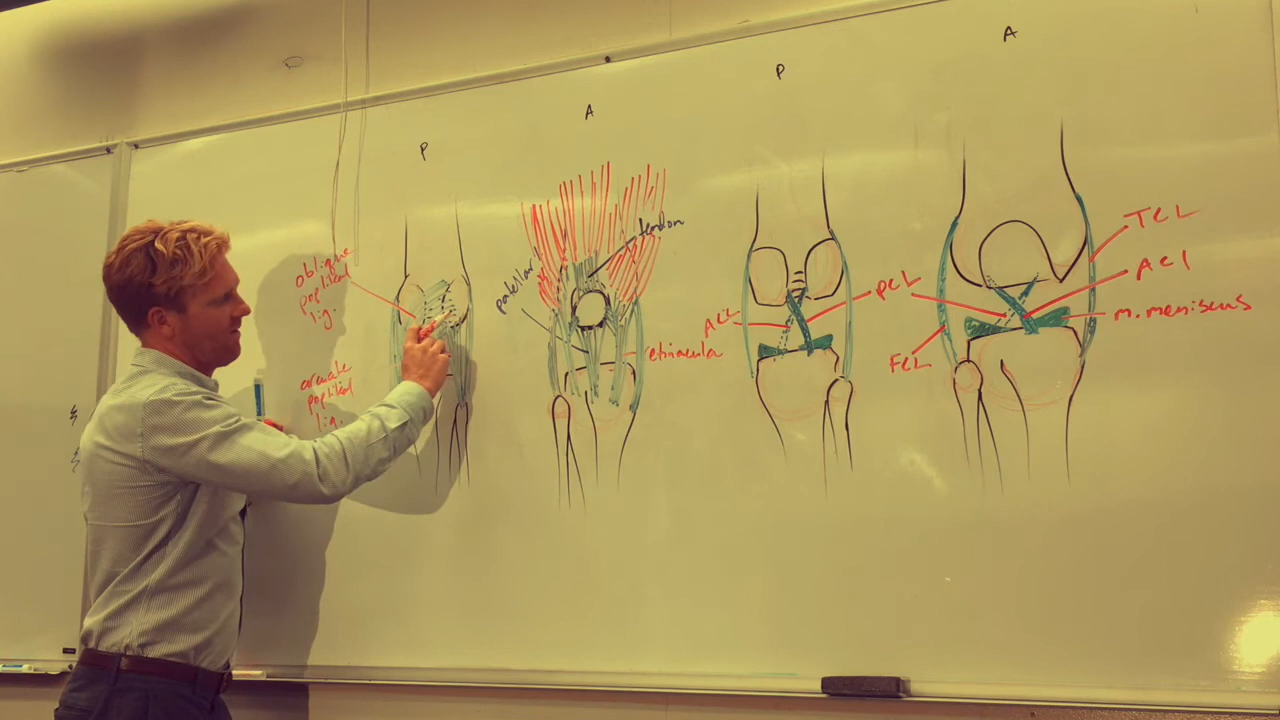 P
A
P
A
oblique
popliteal
lig.
arcuate
popliteal
lig.
tendon
patellar
retinacula
ACL
PCL
FCL
TCL
ACL
m. meniscus